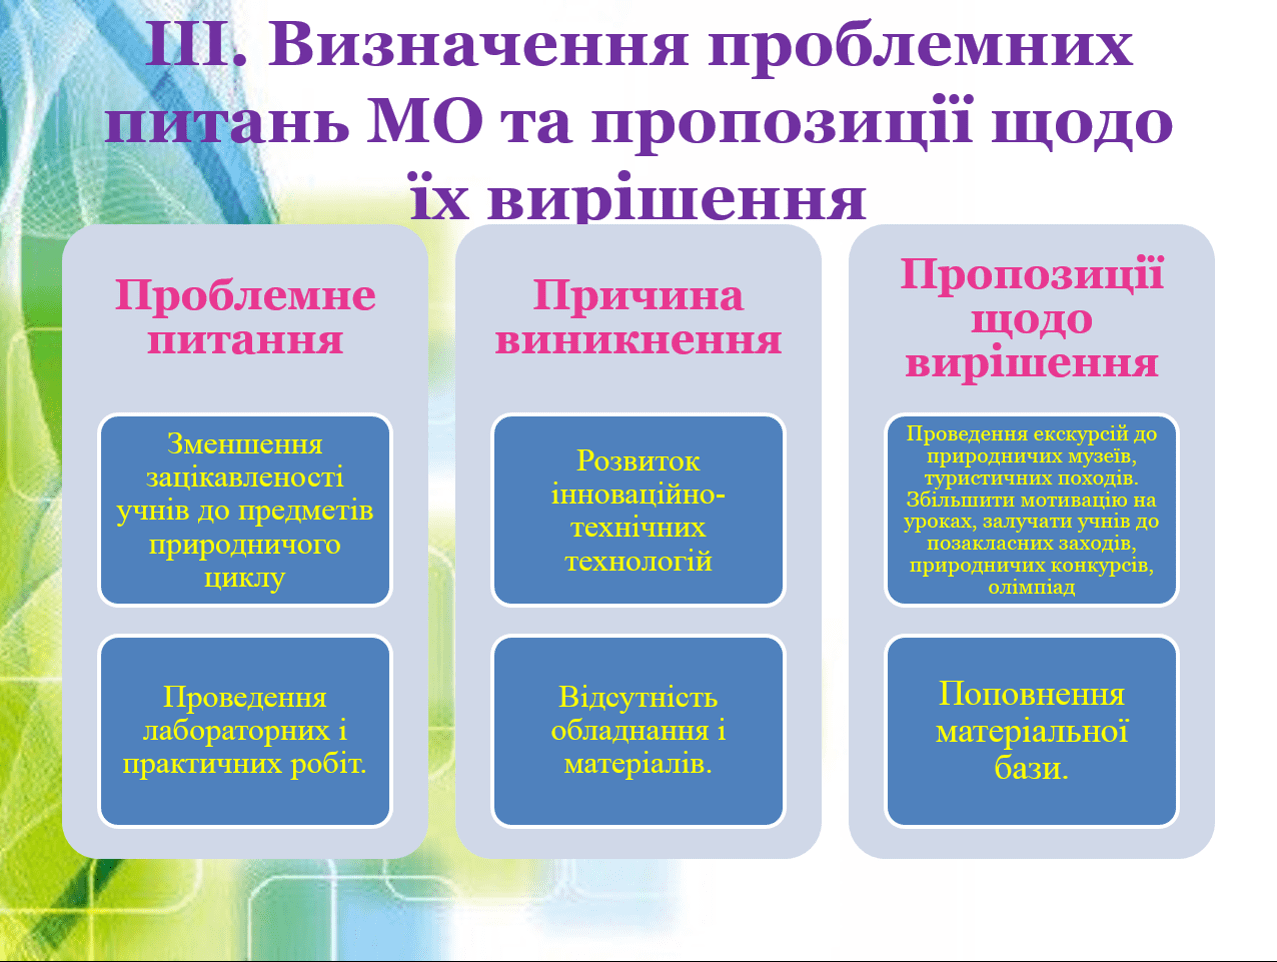 III. Визначення проблемних
питань МО та пропозиції щодо
їх вирішення
Проблемне
питання
Зменшення
зацікавленості
учнів до предметів
природничого
циклу
Проведення
лабораторних і
практичних робіт.
Причина
виникнення
Розвиток
інноваційно-
технічних
технологій
Відсутність
обладнання і
матеріалів.
Пропозиції
щодо
вирішення
Проведення екскурсій до
природничих музеїв,
туристичних походів.
Збільшити мотивацію на
уроках, залучати учнів до
позакласних заходів,
природничих конкурсів,
олімпіад
Поповнення
матеріальної
бази.